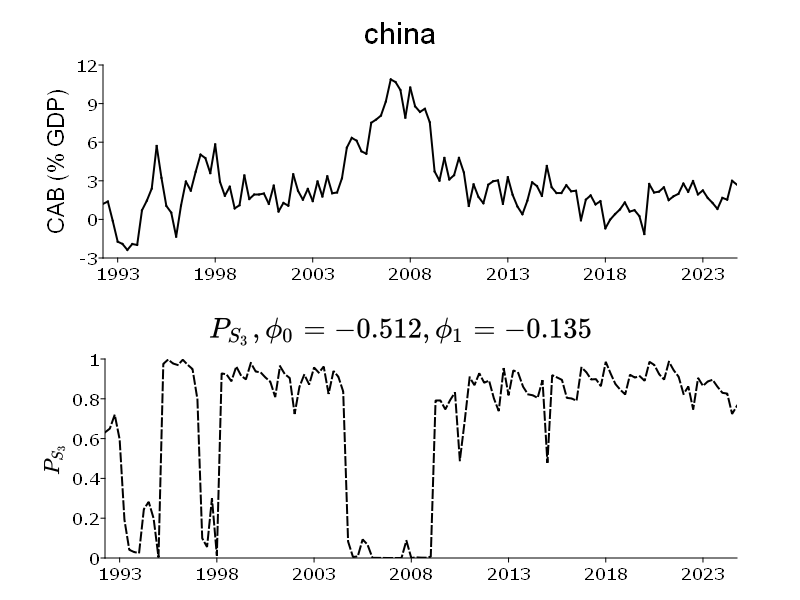 china
CAB (% GDP)
12
9
6
3
0
-3
1993 1998 2003 2008 2013 2018 2023
P_{S_3}, ϕ_0 = −0.512, ϕ_1 = −0.135
P_{S_3}
1
0.8
0.6
0.4
0.2
0
1993 1998 2003 2008 2013 2018 2023